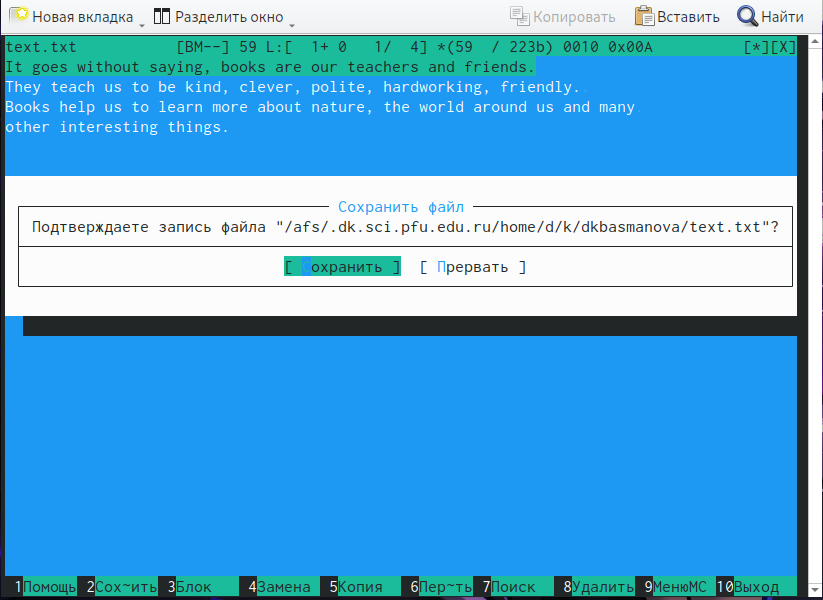 Новая вкладка Разделить окно Копировать Вставить Найти
text.txt [BM--] 59 L:[ 1+ 0 1/ 4] *(59 / 223b) 0010 0x00A [*][X]
It goes without saying, books are our teachers and friends.
They teach us to be kind, clever, polite, hardworking, friendly.
Books help us to learn more about nature, the world around us and many
other interesting things.
Сохранить файл
Подтверждаете запись файла "/afs/.dk.sci.pfu.edu.ru/home/d/k/dkbasmanova/text.txt"?
[ Сохранить ] [ Прервать ]
1Помощь 2Сох~ить 3Блок 4Замена 5Копия 6Пер~ть 7Поиск 8Удалить 9МенюMC 10Выход